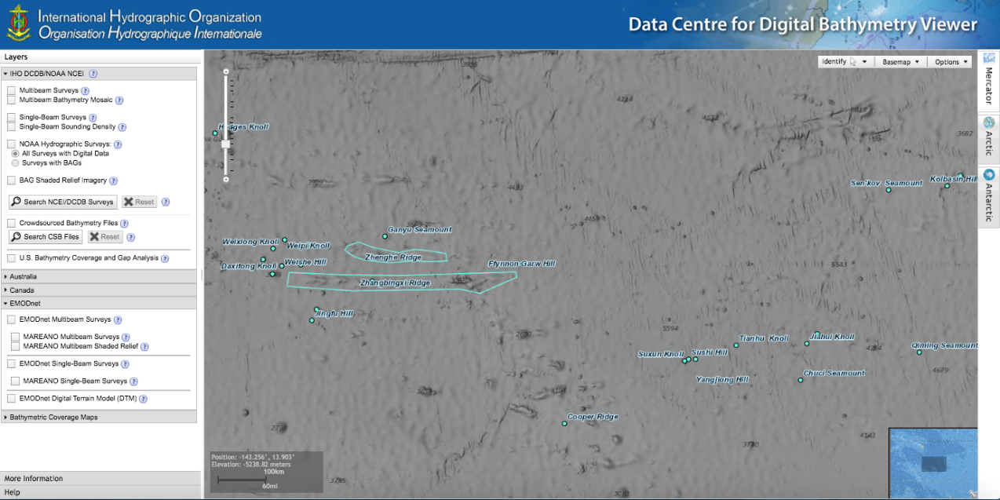 International Hydrographic Organization
Organisation Hydrographique Internationale
Data Centre for Digital Bathymetry Viewer
Layers
IHO DCDB/NOAA NCEI
Multibeam Surveys
Multibeam Bathymetry Mosaic
Single-Beam Surveys
Single-Beam Sounding Density
NOAA Hydrographic Surveys:
All Surveys with Digital Data
Surveys with BAGs
BAG Shaded Relief Imagery
Search NCEI/DCDB Surveys Reset
Crowdsourced Bathymetry Files
Search CSB Files Reset
U.S. Bathymetry Coverage and Gap Analysis
Australia
Canada
EMODnet
EMODnet Multibeam Surveys
MAREANO Multibeam Surveys
MAREANO Multibeam Shaded Relief
EMODnet Single-Beam Surveys
MAREANO Single-Beam Surveys
EMODnet Digital Terrain Model (DTM)
Bathymetric Coverage Maps
More Information
Help
Identify Basemap Options
Mercator
Arctic
Antarctic
4224
3682
Sen'kov Seamount
Kolbasin Hill
4433
Ganyu Seamount
Weixiong Knoll
Weipi Knoll
Zhenghe Ridge
Weishe Hill
Daxitong Knoll
Ffynnon-Garw Hill
5543
Zhangbingxi Ridge
Jingfu Hill
5594
Tianhu Knoll
Jiahui Knoll
Suxun Knoll
Sushi Hill
Qiming Seamount
Yangjiong Hill
Chuci Seamount
4679
Cooper Ridge
4143
Position: -143.256°, 13.903°
Elevation: -5238.82 meters
100km
60mi